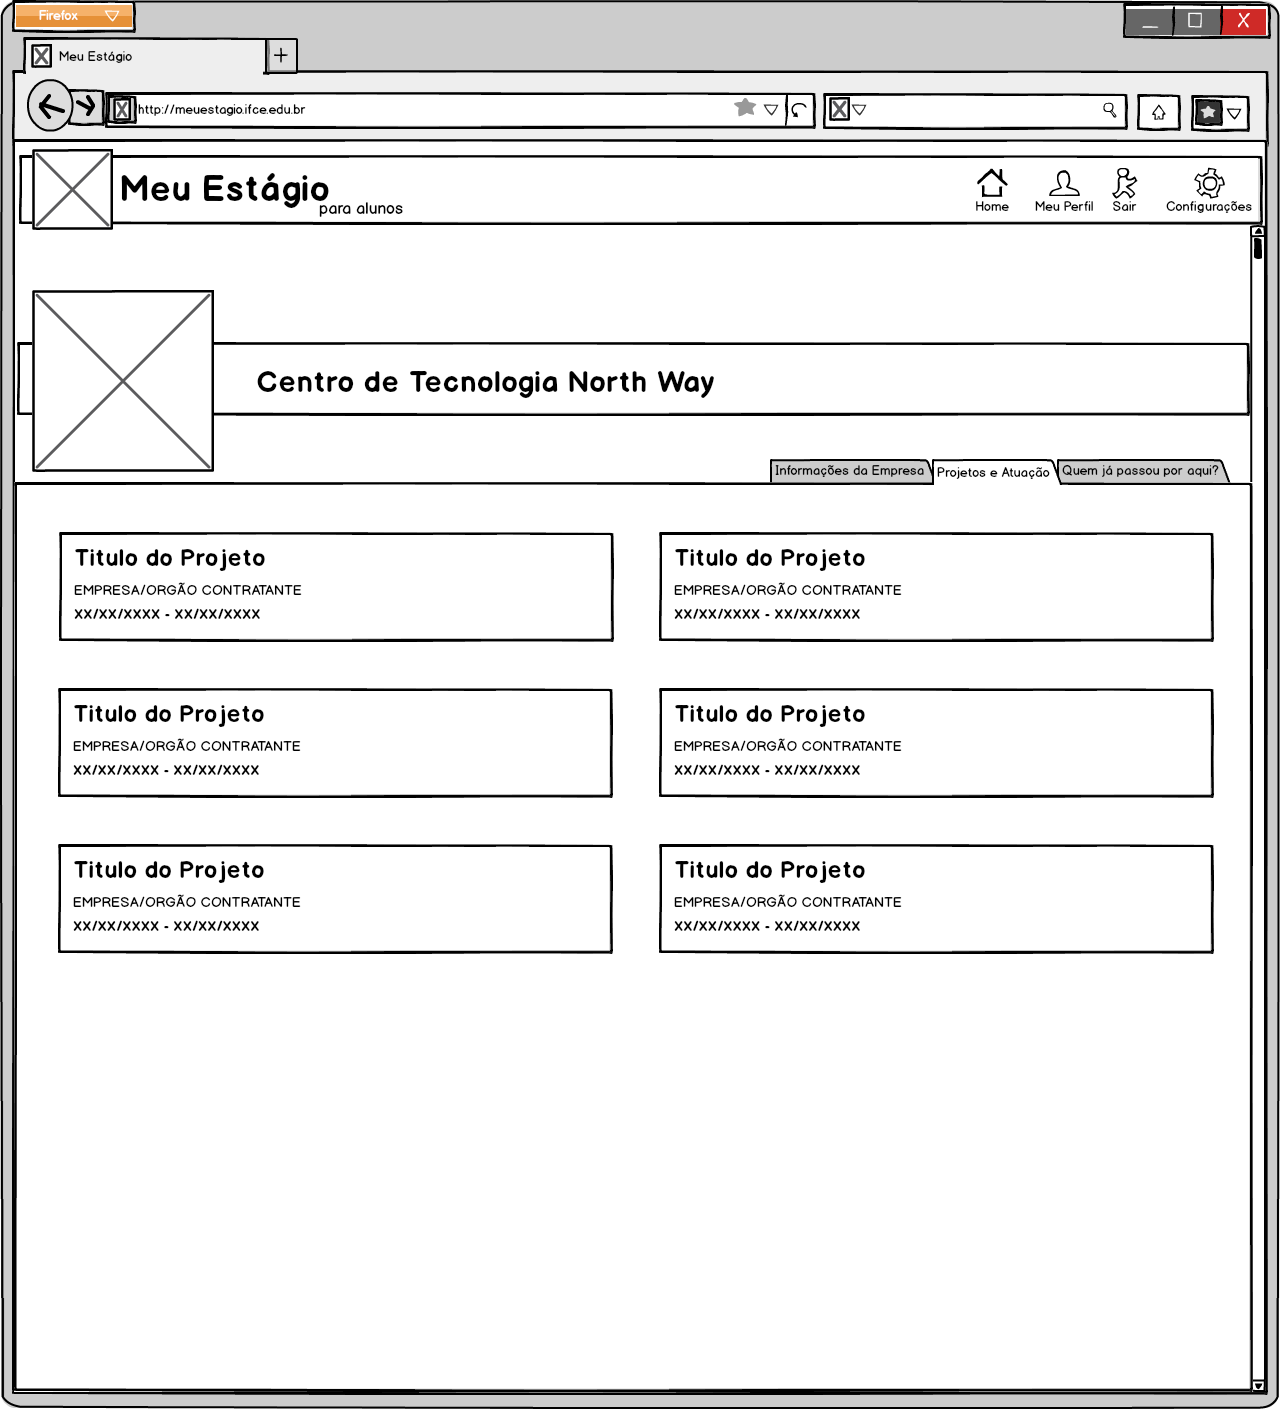 Firefox
Meu Estágio
http://meuestagio.ifce.edu.br
Meu Estágio
para alunos
Home
Meu Perfil
Sair
Configurações
Centro de Tecnologia North Way
Informações da Empresa
Projetos e Atuação
Quem já passou por aqui?
Titulo do Projeto
EMPRESA/ORGÃO CONTRATANTE
XX/XX/XXXX - XX/XX/XXXX
Titulo do Projeto
EMPRESA/ORGÃO CONTRATANTE
XX/XX/XXXX - XX/XX/XXXX
Titulo do Projeto
EMPRESA/ORGÃO CONTRATANTE
XX/XX/XXXX - XX/XX/XXXX
Titulo do Projeto
EMPRESA/ORGÃO CONTRATANTE
XX/XX/XXXX - XX/XX/XXXX
Titulo do Projeto
EMPRESA/ORGÃO CONTRATANTE
XX/XX/XXXX - XX/XX/XXXX
Titulo do Projeto
EMPRESA/ORGÃO CONTRATANTE
XX/XX/XXXX - XX/XX/XXXX